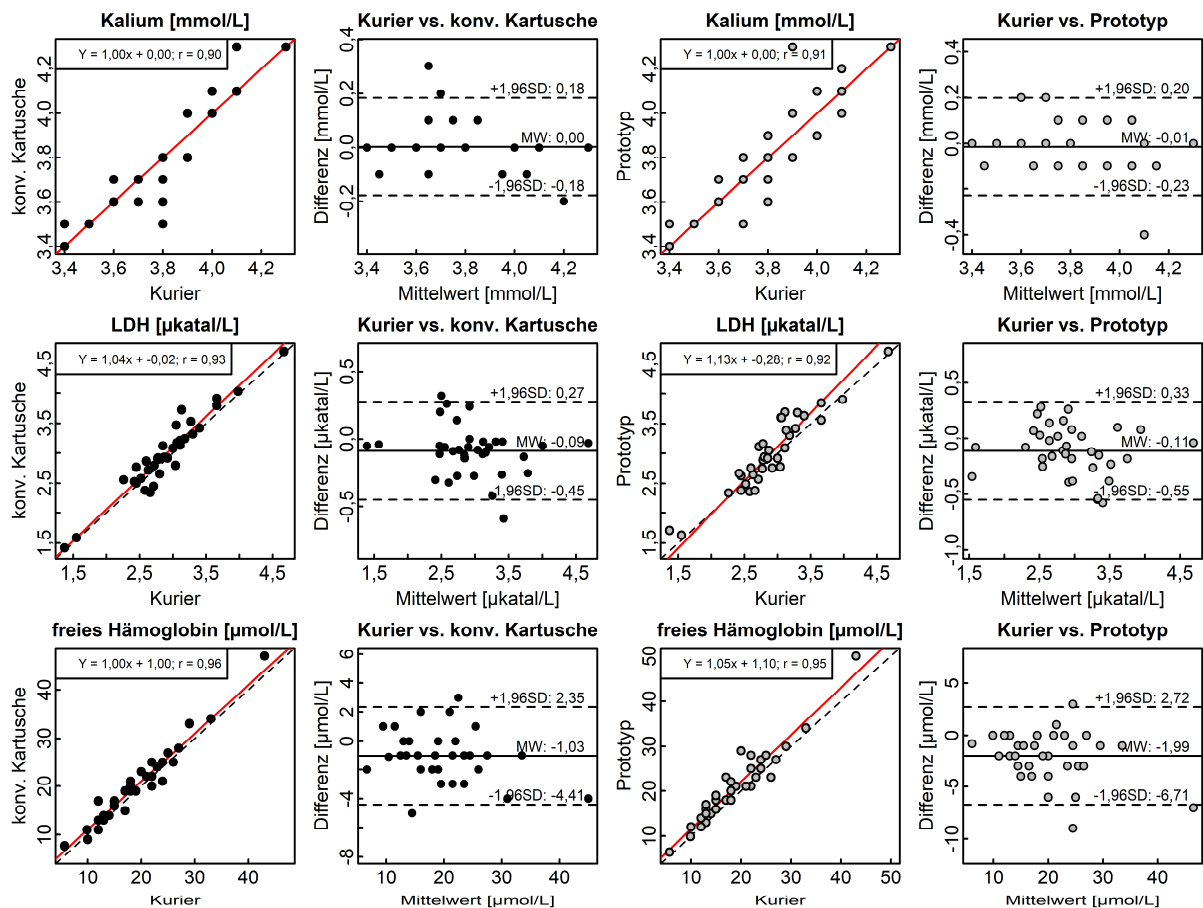 Kalium [mmol/L]
Y = 1,00x + 0,00; r = 0,90
konv. Kartusche
3,4 3,6 3,8 4,0 4,2
3,4 3,6 3,8 4,0 4,2
Kurier
Kurier vs. konv. Kartusche
+1,96SD: 0,18
MW: 0,00
-1,96SD: -0,18
Differenz [mmol/L]
-0,2 0,0 0,2 0,4
3,4 3,6 3,8 4,0 4,2
Mittelwert [mmol/L]
Kalium [mmol/L]
Y = 1,00x + 0,00; r = 0,91
Prototyp
3,4 3,6 3,8 4,0 4,2
3,4 3,6 3,8 4,0 4,2
Kurier
Kurier vs. Prototyp
+1,96SD: 0,20
MW: -0,01
-1,96SD: -0,23
Differenz [mmol/L]
-0,4 -0,2 0,0 0,2 0,4
3,4 3,6 3,8 4,0 4,2
Mittelwert [mmol/L]
LDH [µkatal/L]
Y = 1,04x + -0,02; r = 0,93
konv. Kartusche
1,5 2,5 3,5 4,5
1,5 2,5 3,5 4,5
Kurier
Kurier vs. konv. Kartusche
+1,96SD: 0,27
MW: -0,09
-1,96SD: -0,45
Differenz [µkatal/L]
-0,5 0,0 0,5
1,5 2,5 3,5 4,5
Mittelwert [µkatal/L]
LDH [µkatal/L]
Y = 1,13x + -0,28; r = 0,92
Prototyp
1,5 2,5 3,5 4,5
1,5 2,5 3,5 4,5
Kurier
Kurier vs. Prototyp
+1,96SD: 0,33
MW: -0,11
-1,96SD: -0,55
Differenz [µkatal/L]
-1,0 -0,5 0,0 0,5
1,5 2,5 3,5 4,5
Mittelwert [µkatal/L]
freies Hämoglobin [µmol/L]
Y = 1,00x + 1,00; r = 0,96
konv. Kartusche
10 20 30 40
10 20 30 40
Kurier
Kurier vs. konv. Kartusche
+1,96SD: 2,35
MW: -1,03
-1,96SD: -4,41
Differenz [µmol/L]
-8 -4 -2 0 2 4 6
10 20 30 40
Mittelwert [µmol/L]
freies Hämoglobin [µmol/L]
Y = 1,05x + 1,10; r = 0,95
Prototyp
10 20 30 40 50
10 20 30 40 50
Kurier
Kurier vs. Prototyp
+1,96SD: 2,72
MW: -1,99
-1,96SD: -6,71
Differenz [µmol/L]
-15 -10 -5 0 5
10 20 30 40
Mittelwert [µmol/L]